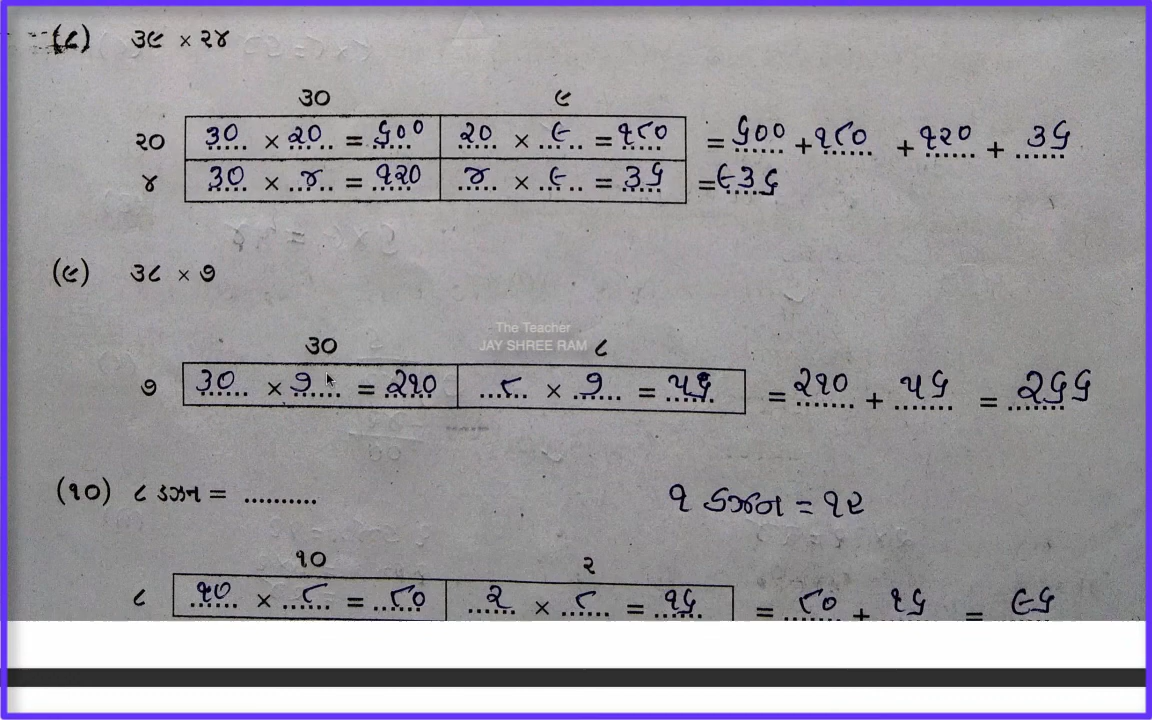 (૮) ૩૯ × ૨૪
૩૦ ૯
૨૦ ૩૦ × ૨૦ = ૬૦૦ ૨૦ × ૯ = ૧૮૦ = ૬૦૦ + ૧૮૦ + ૧૨૦ + ૩૬
૪ ૩૦ × ૪ = ૧૨૦ ૪ × ૯ = ૩૬ = ૯૩૬
(૯) ૩૮ × ૭
The Teacher
JAY SHREE RAM
૩૦ ૮
૭ ૩૦ × ૭ = ૨૧૦ ૮ × ૭ = ૫૬ = ૨૧૦ + ૫૬ = ૨૬૬
(૧૦) ૮ ડઝન = .......... ૧ ડઝન = ૧૨
૧૦ ૨
૮ ૧૦ × ૮ = ૮૦ ૨ × ૮ = ૧૬ = ૮૦ + ૧૬ = ૯૬